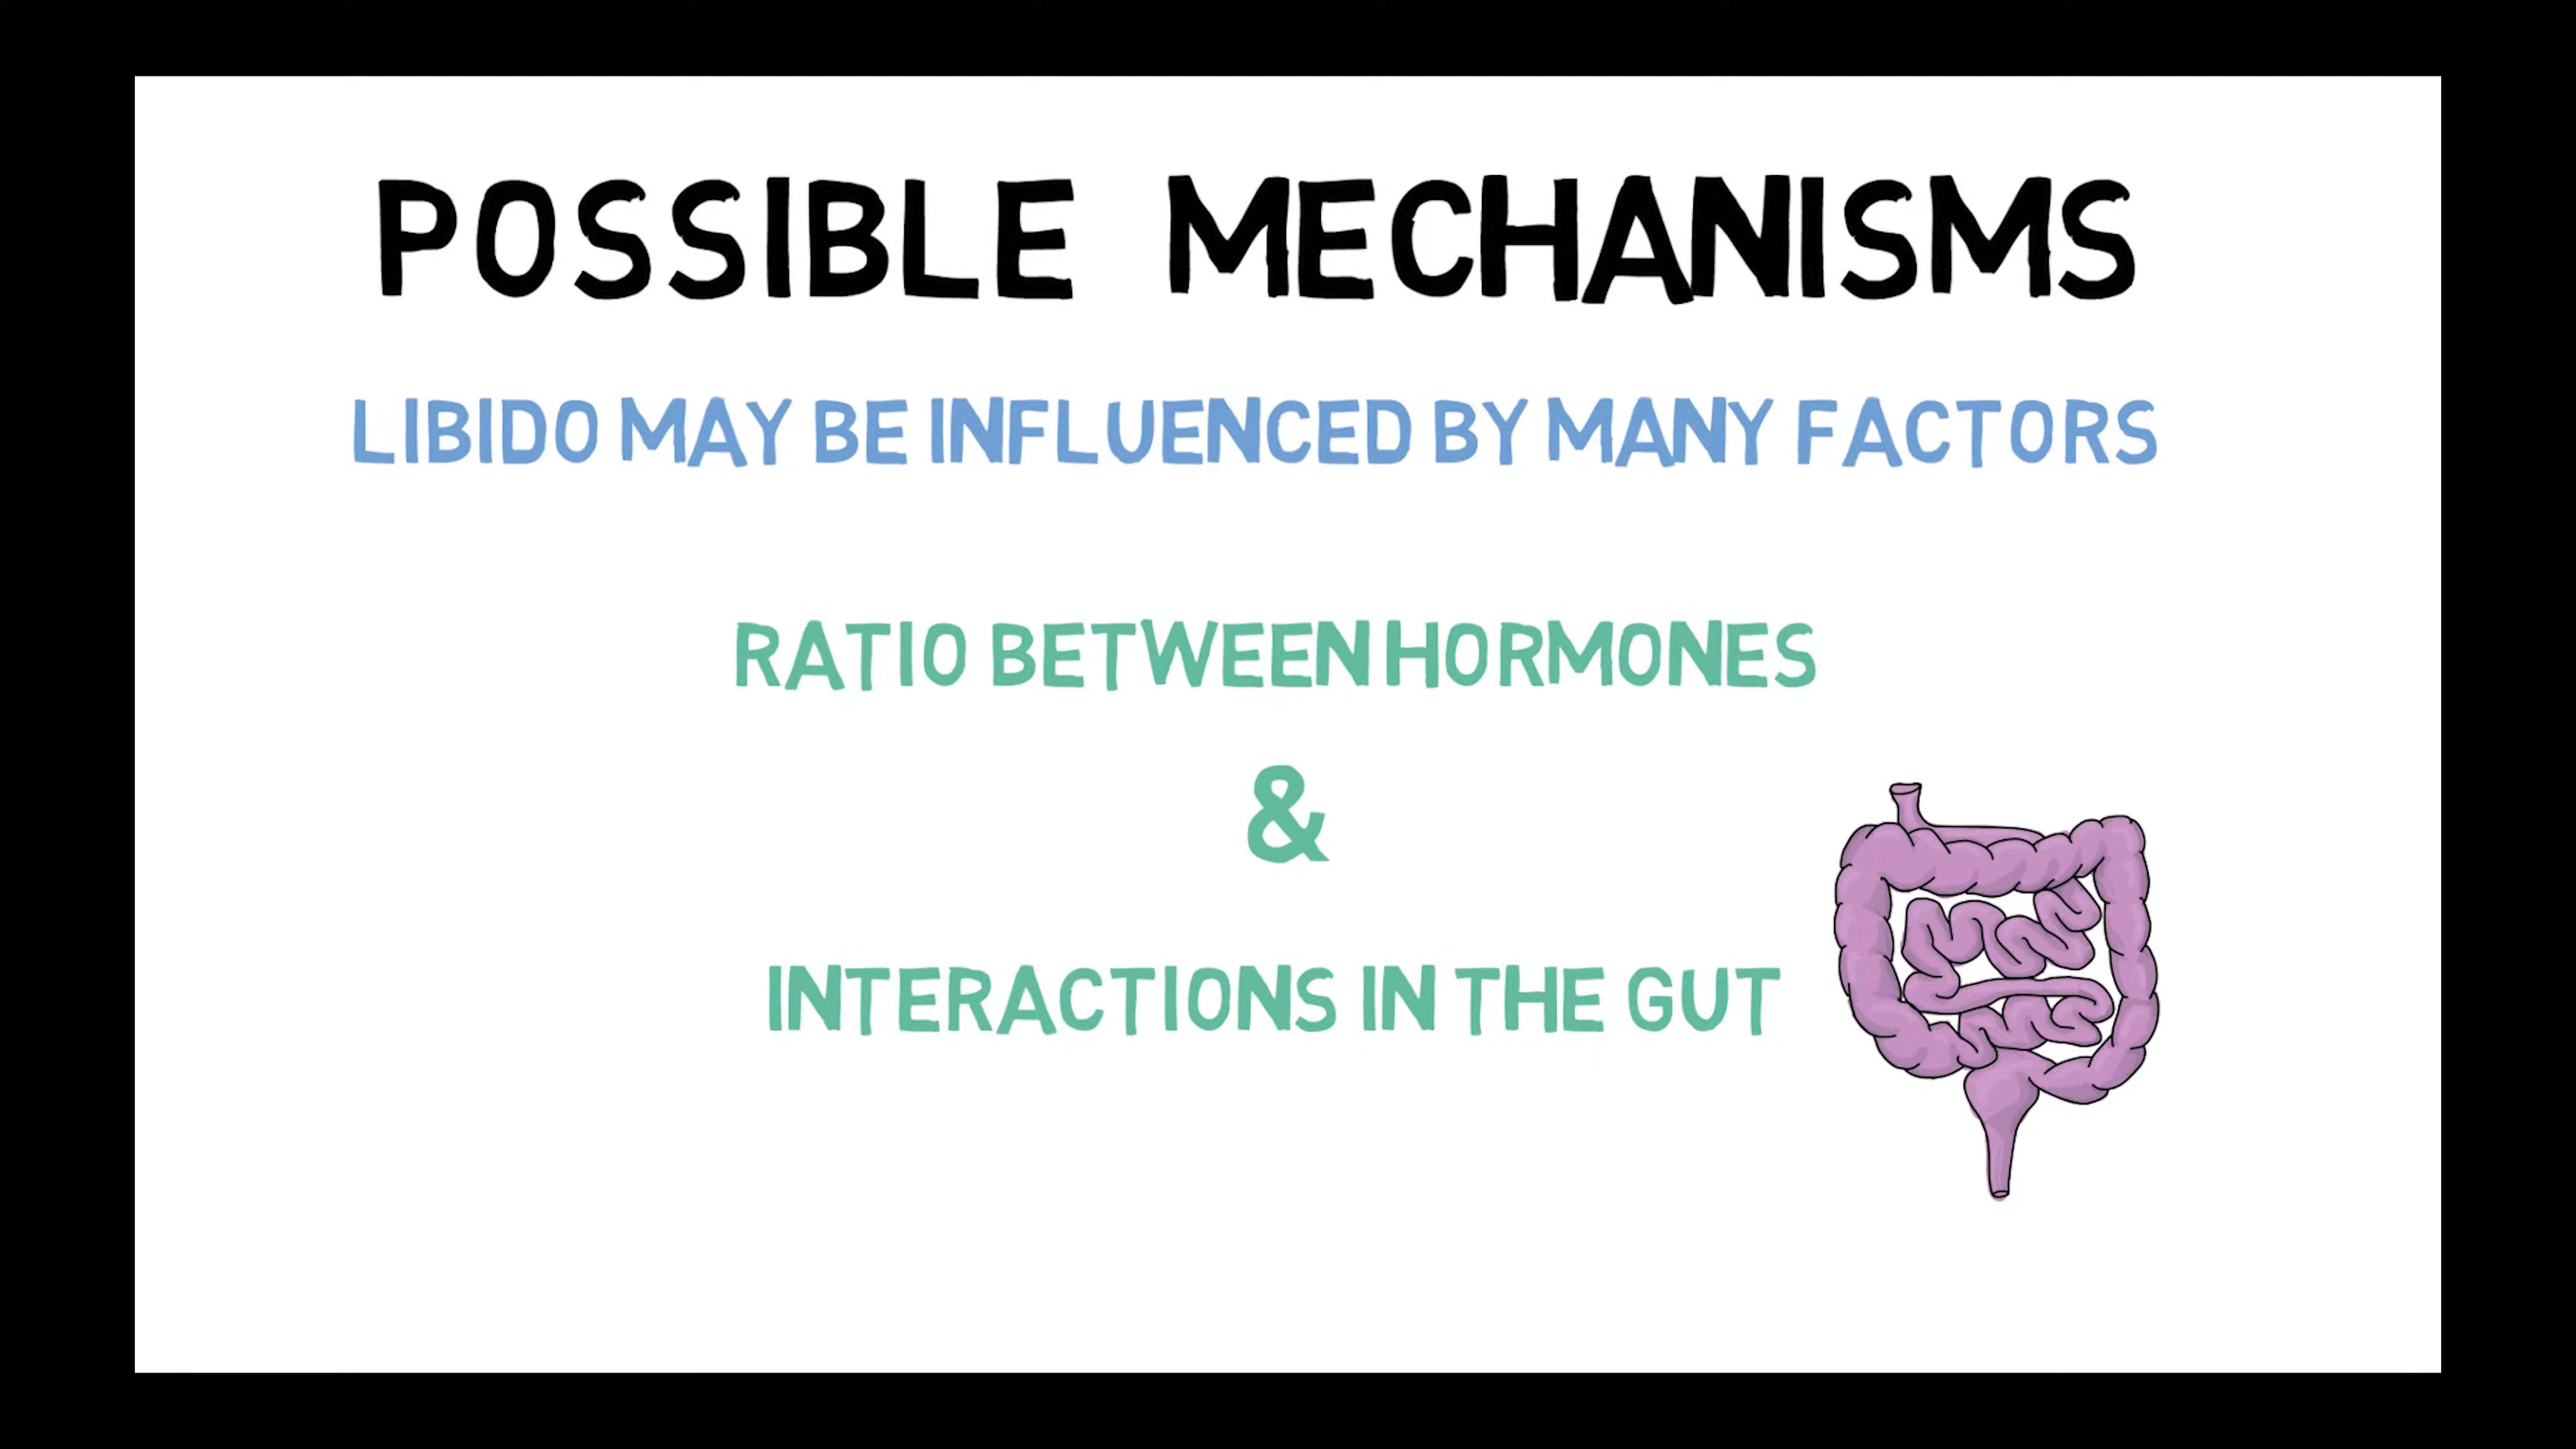 POSSIBLE MECHANISMS
LIBIDO MAY BE INFLUENCED BY MANY FACTORS
RATIO BETWEEN HORMONES
&
INTERACTIONS IN THE GUT